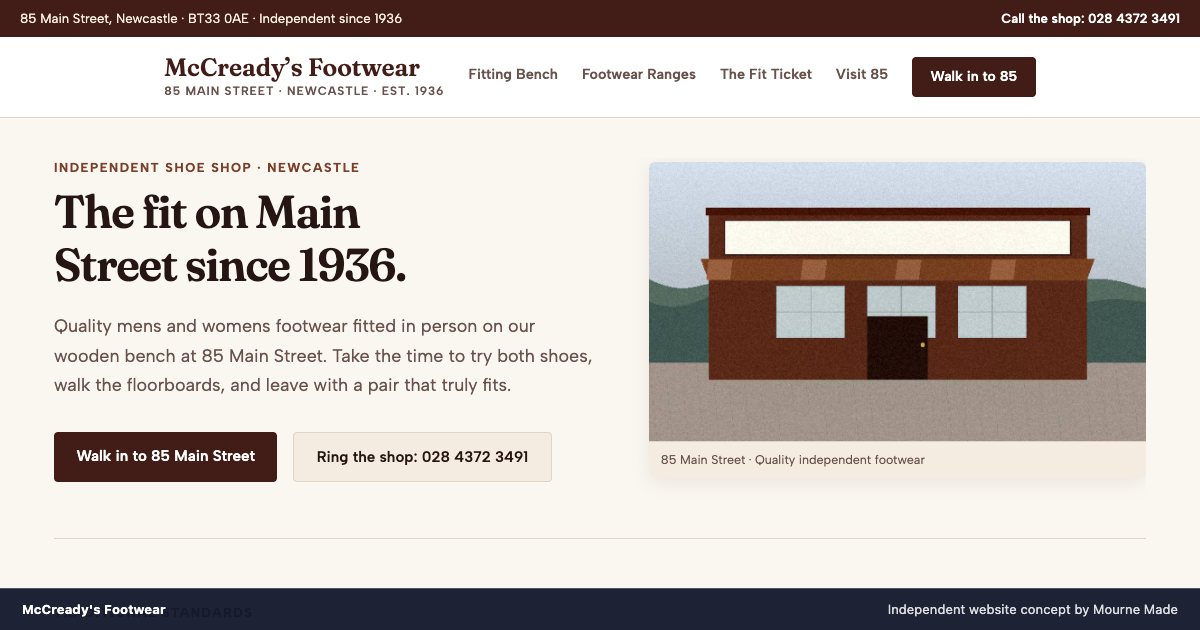 85 Main Street, Newcastle · BT33 0AE · Independent since 1936
Call the shop: 028 4372 3491
McCready’s Footwear
85 MAIN STREET · NEWCASTLE · EST. 1936
Fitting Bench
Footwear Ranges
The Fit Ticket
Visit 85
Walk in to 85
INDEPENDENT SHOE SHOP · NEWCASTLE
The fit on Main
Street since 1936.
Quality mens and womens footwear fitted in person on our
wooden bench at 85 Main Street. Take the time to try both shoes,
walk the floorboards, and leave with a pair that truly fits.
Walk in to 85 Main Street
Ring the shop: 028 4372 3491
85 Main Street · Quality independent footwear
McCready's Footwear
STANDARDS
Independent website concept by Mourne Made